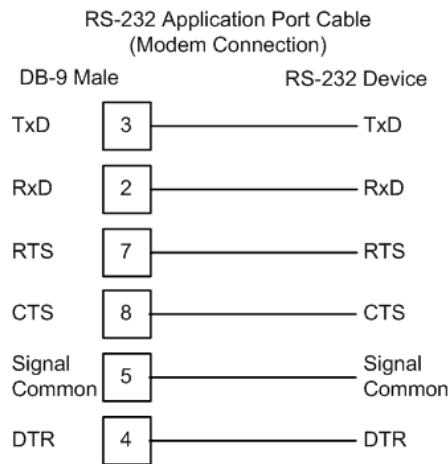 RS-232 Application Port Cable
(Modem Connection)
DB-9 Male RS-232 Device
TxD 3 TxD
RxD 2 RxD
RTS 7 RTS
CTS 8 CTS
Signal Common 5 Signal Common
DTR 4 DTR